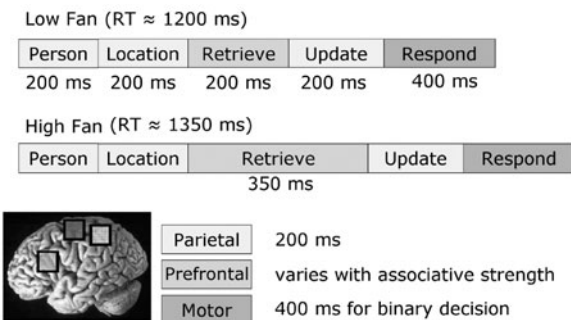 Low Fan (RT ≈ 1200 ms)
Person Location Retrieve Update Respond
200 ms 200 ms 200 ms 200 ms 400 ms
High Fan (RT ≈ 1350 ms)
Person Location Retrieve Update Respond
350 ms
Parietal 200 ms
Prefrontal varies with associative strength
Motor 400 ms for binary decision